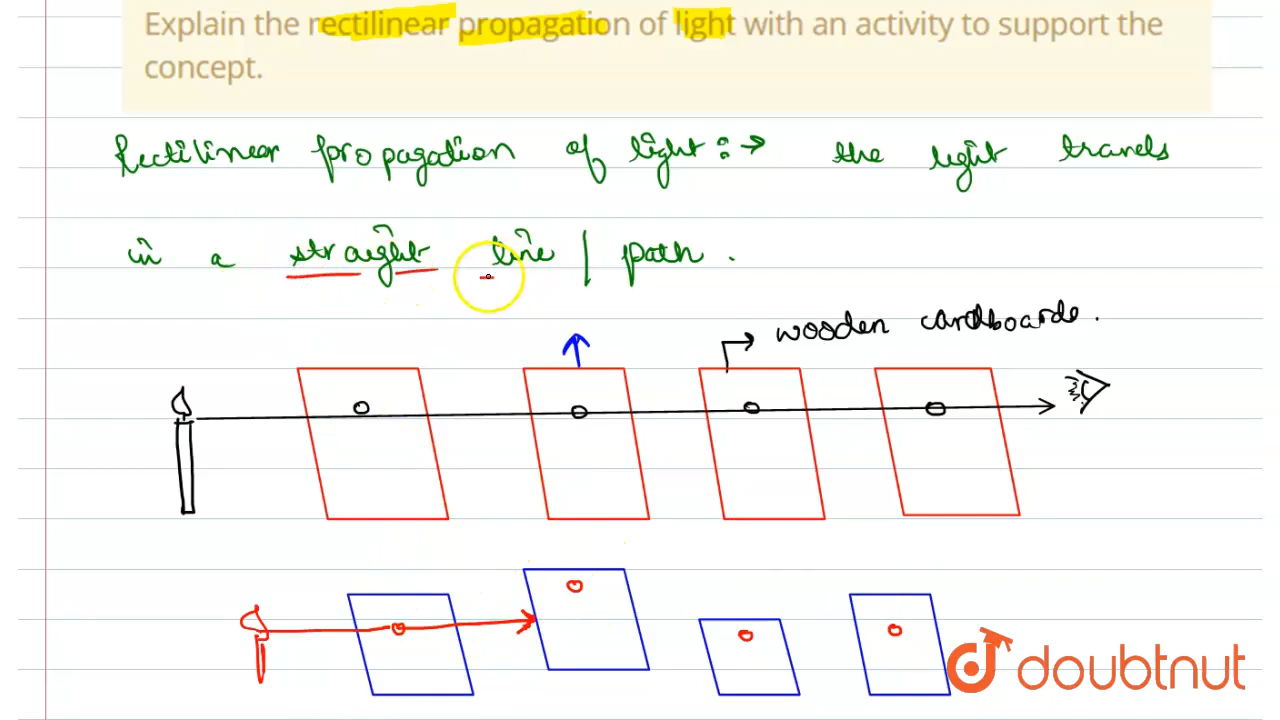 Explain the rectilinear propagation of light with an activity to support the
concept.
Rectilinear propagation of light :→ the light travels
in a straight line / path .
wooden cardboards .
doubtnut